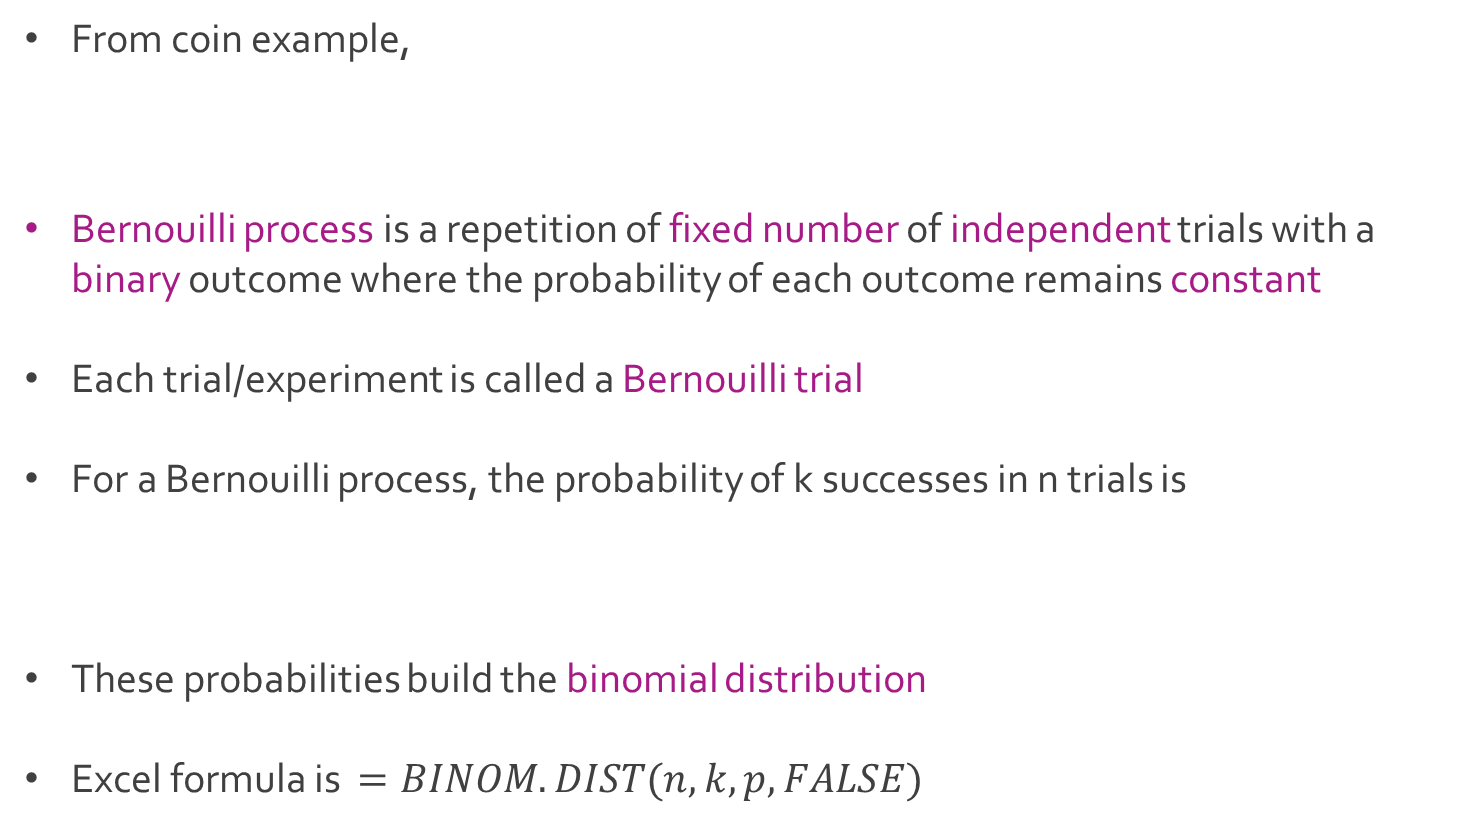 • From coin example,
• Bernouilli process is a repetition of fixed number of independent trials with a
binary outcome where the probability of each outcome remains constant
• Each trial/experiment is called a Bernouilli trial
• For a Bernouilli process, the probability of k successes in n trials is
• These probabilities build the binomial distribution
• Excel formula is = BINOM.DIST(n, k, p, FALSE)